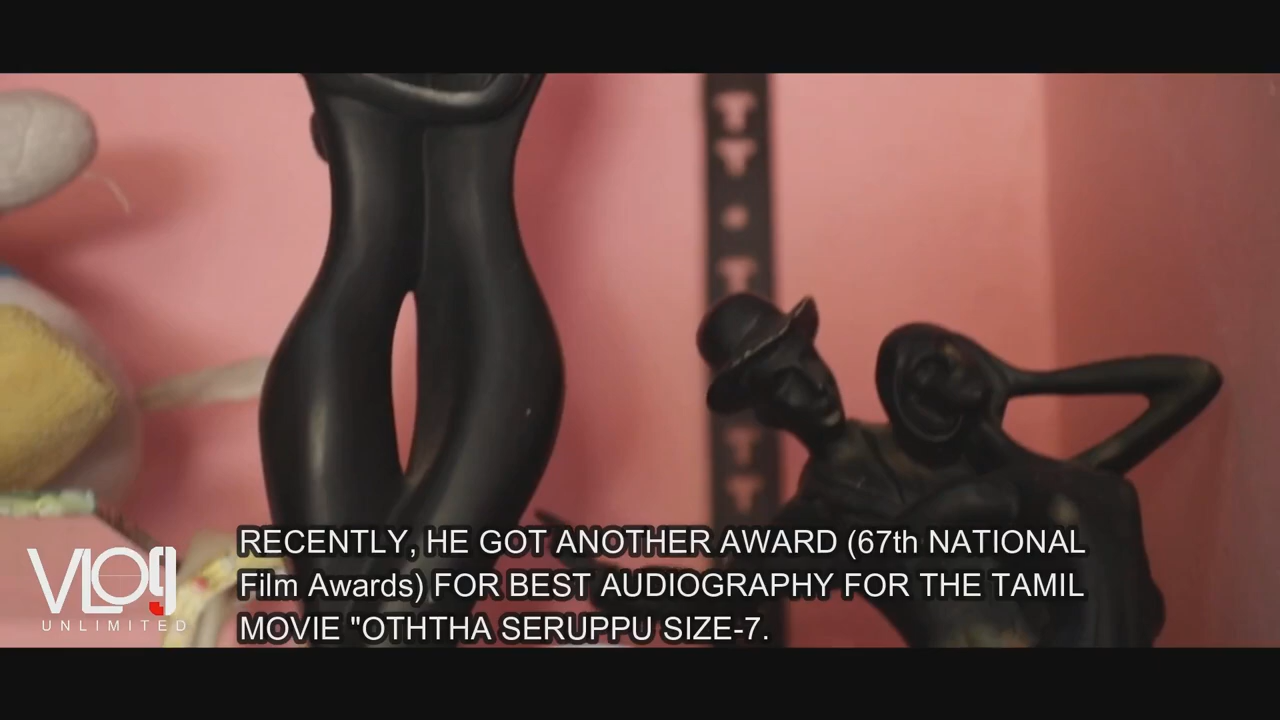 RECENTLY, HE GOT ANOTHER AWARD (67th NATIONAL
Film Awards) FOR BEST AUDIOGRAPHY FOR THE TAMIL
MOVIE "OTHTHA SERUPPU SIZE-7.
VLOg
UNLIMITED